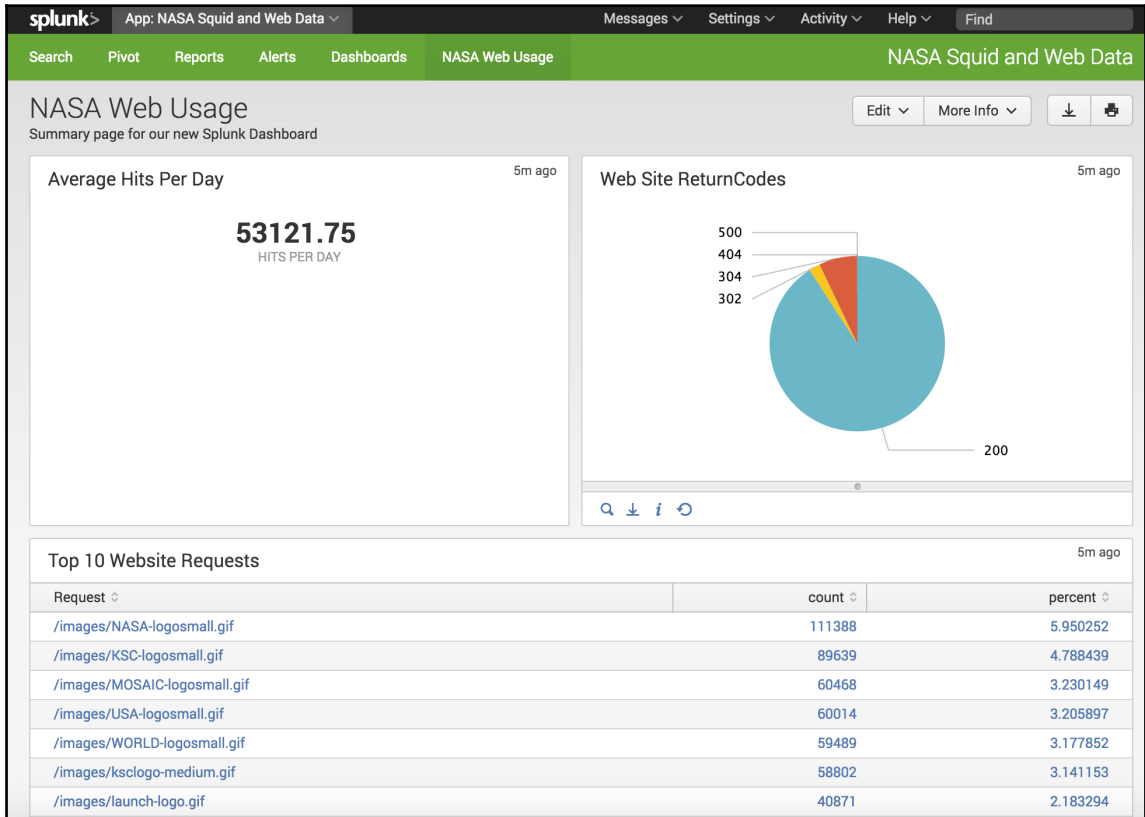 splunk> App: NASA Squid and Web Data Messages Settings Activity Help Find
Search Pivot Reports Alerts Dashboards NASA Web Usage NASA Squid and Web Data
NASA Web Usage
Edit More Info
Summary page for our new Splunk Dashboard
Average Hits Per Day 5m ago
53121.75
HITS PER DAY
Web Site ReturnCodes 5m ago
500
404
304
302
200
Top 10 Website Requests 5m ago
Request count percent
/images/NASA-logosmall.gif 111388 5.950252
/images/KSC-logosmall.gif 89639 4.788439
/images/MOSAIC-logosmall.gif 60468 3.230149
/images/USA-logosmall.gif 60014 3.205897
/images/WORLD-logosmall.gif 59489 3.177852
/images/ksclogo-medium.gif 58802 3.141153
/images/launch-logo.gif 40871 2.183294